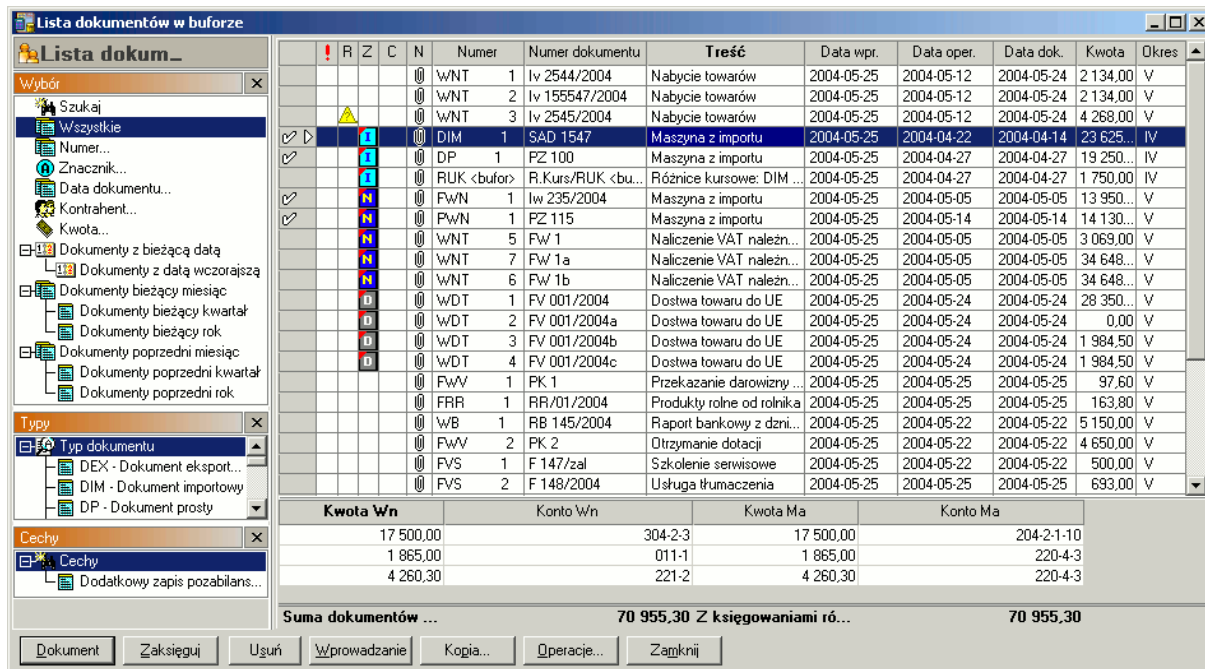 Lista dokumentów w buforze
Lista dokum...
Wybór
Szukaj
Wszystkie
Numer...
Znacznik...
Data dokumentu...
Kontrahent...
Kwota...
Dokumenty z bieżącą datą
Dokumenty z datą wczorajszą
Dokumenty bieżący miesiąc
Dokumenty bieżący kwartał
Dokumenty bieżący rok
Dokumenty poprzedni miesiąc
Dokumenty poprzedni kwartał
Dokumenty poprzedni rok
Typy
Typ dokumentu
DEX - Dokument eksport...
DIM - Dokument importowy
DP - Dokument prosty
Cechy
Cechy
Dodatkowy zapis pozabilans...
! R Z C N Numer Numer dokumentu Treść Data wpr. Data oper. Data dok. Kwota Okres
WNT 1 Iv 2544/2004 Nabycie towarów 2004-05-25 2004-05-12 2004-05-24 2 134,00 V
WNT 2 Iv 155547/2004 Nabycie towarów 2004-05-25 2004-05-12 2004-05-24 2 134,00 V
WNT 3 Iv 2545/2004 Nabycie towarów 2004-05-25 2004-05-12 2004-05-24 4 268,00 V
I DIM 1 SAD 1547 Maszyna z importu 2004-05-25 2004-04-22 2004-04-14 23 625... IV
I DP 1 PZ 100 Maszyna z importu 2004-05-25 2004-04-27 2004-04-27 19 250... IV
I RUK <bufor> R.Kurs/RUK <bu... Różnice kursowe: DIM ... 2004-05-25 2004-04-27 2004-04-27 1 750,00 IV
N FWN 1 Iw 235/2004 Maszyna z importu 2004-05-25 2004-05-05 2004-05-05 13 950... V
N PWN 1 PZ 115 Maszyna z importu 2004-05-25 2004-05-14 2004-05-14 14 130... V
N WNT 5 FW 1 Naliczenie VAT należn... 2004-05-25 2004-05-05 2004-05-05 3 069,00 V
N WNT 7 FW 1a Naliczenie VAT należn... 2004-05-25 2004-05-05 2004-05-05 34 648... V
N WNT 6 FW 1b Naliczenie VAT należn... 2004-05-25 2004-05-05 2004-05-05 34 648... V
D WDT 1 FV 001/2004 Dostwa towaru do UE 2004-05-25 2004-05-24 2004-05-24 28 350... V
D WDT 2 FV 001/2004a Dostwa towaru do UE 2004-05-25 2004-05-24 2004-05-24 0,00 V
D WDT 3 FV 001/2004b Dostwa towaru do UE 2004-05-25 2004-05-24 2004-05-24 1 984,50 V
D WDT 4 FV 001/2004c Dostwa towaru do UE 2004-05-25 2004-05-24 2004-05-24 1 984,50 V
FWV 1 PK 1 Przekazanie darowizny ... 2004-05-25 2004-05-25 2004-05-25 97,60 V
FRR 1 RR/01/2004 Produkty rolne od rolnika 2004-05-25 2004-05-25 2004-05-25 163,80 V
WB 1 RB 145/2004 Raport bankowy z dzni... 2004-05-25 2004-05-22 2004-05-22 5 150,00 V
FWV 2 PK 2 Otrzymanie dotacji 2004-05-25 2004-05-22 2004-05-22 4 650,00 V
FVS 1 F 147/zal Szkolenie serwisowe 2004-05-25 2004-05-22 2004-05-22 500,00 V
FVS 2 F 148/2004 Usługa tłumaczenia 2004-05-25 2004-05-22 2004-05-22 693,00 V
Kwota Wn Konto Wn Kwota Ma Konto Ma
17 500,00 304-2-3 17 500,00 204-2-1-10
1 865,00 011-1 1 865,00 220-4-3
4 260,30 221-2 4 260,30 220-4-3
Suma dokumentów ... 70 955,30 Z księgowaniami ró... 70 955,30
Dokument Zaksięguj Usuń Wprowadzanie Kopia... Operacje... Zamknij